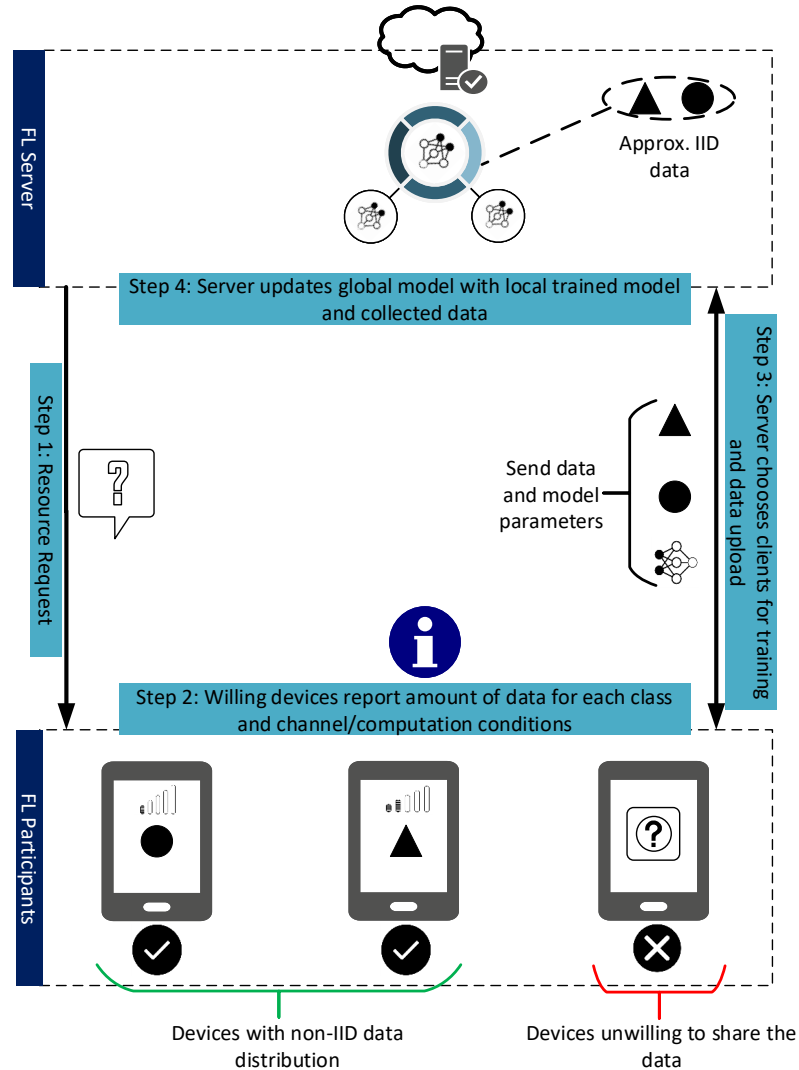 FL Server
Approx. IID
data
Step 4: Server updates global model with local trained model
and collected data
Step 1: Resource Request
?
Send data
and model
parameters
Step 3: Server chooses clients for training
and data upload
i
Step 2: Willing devices report amount of data for each class
and channel/computation conditions
FL Participants
?
Devices with non-IID data
distribution
Devices unwilling to share the
data